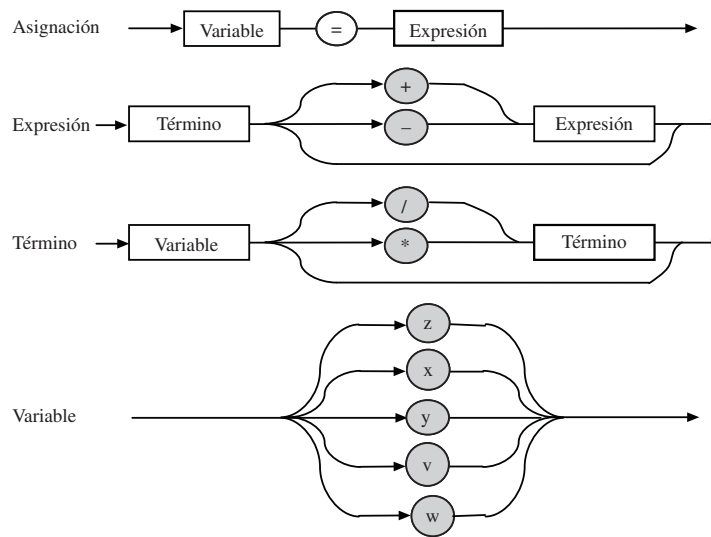 Asignación Variable = Expresión
+
Expresión Término − Expresión
/
Término Variable * Término
z
x
Variable y
v
w